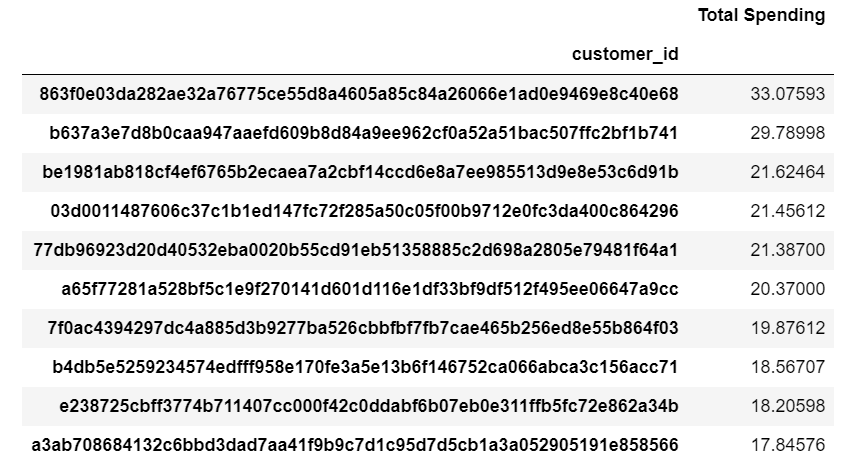 Total Spending
customer_id
863f0e03da282ae32a76775ce55d8a4605a85c84a26066e1ad0e9469e8c40e68 33.07593
b637a3e7d8b0caa947aaefd609b8d84a9ee962cf0a52a51bac507ffc2bf1b741 29.78998
be1981ab818cf4ef6765b2ecaea7a2cbf14ccd6e8a7ee985513d9e8e53c6d91b 21.62464
03d0011487606c37c1b1ed147fc72f285a50c05f00b9712e0fc3da400c864296 21.45612
77db96923d20d40532eba0020b55cd91eb51358885c2d698a2805e79481f64a1 21.38700
a65f77281a528bf5c1e9f270141d601d116e1df33bf9df512f495ee06647a9cc 20.37000
7f0ac4394297dc4a885d3b9277ba526cbbfbf7fb7cae465b256ed8e55b864f03 19.87612
b4db5e5259234574edfff958e170fe3a5e13b6f146752ca066abca3c156acc71 18.56707
e238725cbff3774b711407cc000f42c0ddabf6b07eb0e311ffb5fc72e862a34b 18.20598
a3ab708684132c6bbd3dad7aa41f9b9c7d1c95d7d5cb1a3a052905191e858566 17.84576